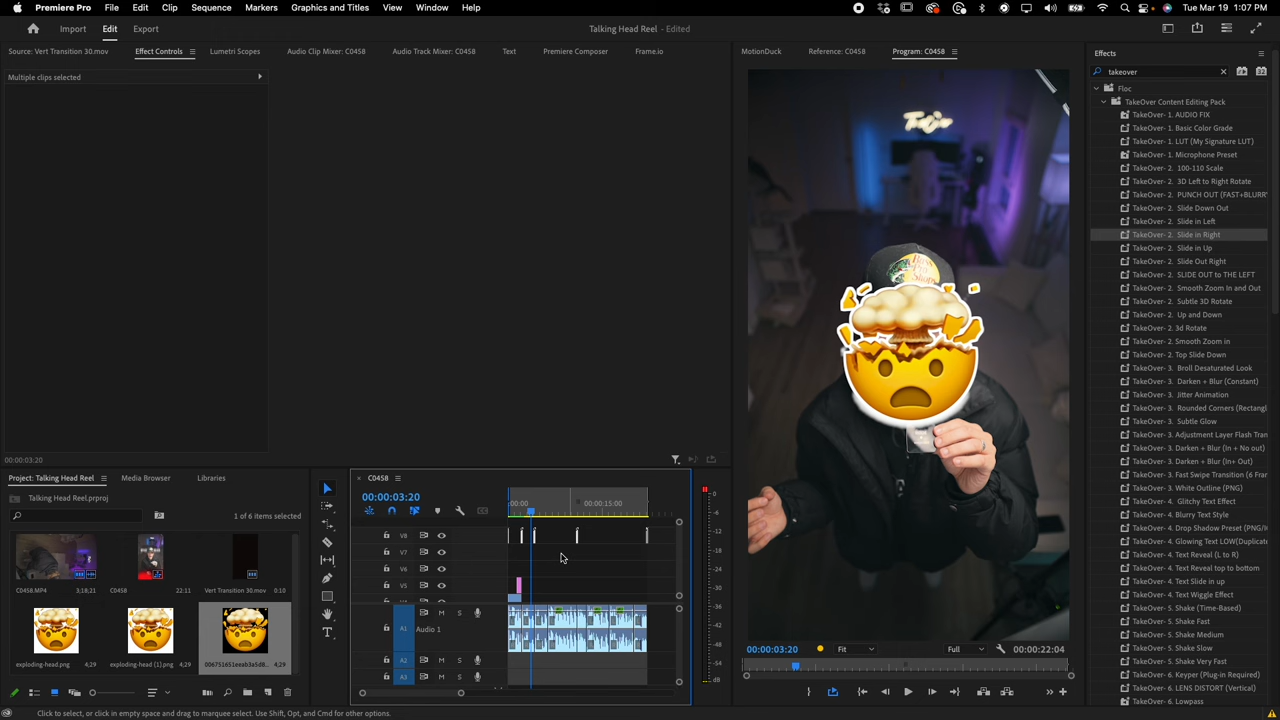 Premiere Pro File Edit Clip Sequence Markers Graphics and Titles View Window Help Tue Mar 19 1:07 PM
Import Edit Export Talking Head Reel - Edited
Source: Vert Transition 30.mov Effect Controls Lumetri Scopes Audio Clip Mixer: C0458 Audio Track Mixer: C0458 Text Premiere Composer Frame.io
Multiple clips selected
00:00:03:20
MotionDuck Reference: C0458 Program: C0458
Bass
Pro Shops
00:00:03:20 Fit Full 00:00:22:04
Effects
takeover
Floc
TakeOver Content Editing Pack
TakeOver- 1. AUDIO FIX
TakeOver- 1. Basic Color Grade
TakeOver- 1. LUT (My Signature LUT)
TakeOver- 1. Microphone Preset
TakeOver- 2. 100-110 Scale
TakeOver- 2. 3D Left to Right Rotate
TakeOver- 2. PUNCH OUT (FAST+BLURR
TakeOver- 2. Slide Down Out
TakeOver- 2. Slide in Left
TakeOver- 2. Slide in Right
TakeOver- 2. Slide in Up
TakeOver- 2. Slide Out Right
TakeOver- 2. SLIDE OUT to THE LEFT
TakeOver- 2. Smooth Zoom In and Out
TakeOver- 2. Subtle 3D Rotate
TakeOver- 2. Up and Down
TakeOver- 2. 3d Rotate
TakeOver- 2. Smooth Zoom in
TakeOver- 2. Top Slide Down
TakeOver- 3. Broll Desaturated Look
TakeOver- 3. Darken + Blur (Constant)
TakeOver- 3. Jitter Animation
TakeOver- 3. Rounded Corners (Rectang
TakeOver- 3. Subtle Glow
TakeOver- 3. Adjustment Layer Flash Tran
TakeOver- 3. Darken + Blur (In + No out)
TakeOver- 3. Darken + Blur (In+ Out)
TakeOver- 3. Fast Swipe Transition (6 Fra
TakeOver- 3. White Outline (PNG)
TakeOver- 4. Glitchy Text Effect
TakeOver- 4. Blurry Text Style
TakeOver- 4. Drop Shadow Preset (PNG/
TakeOver- 4. Glowing Text LOW(Duplicate
TakeOver- 4. Text Reveal (L to R)
TakeOver- 4. Text Reveal top to bottom
TakeOver- 4. Text Slide in up
TakeOver- 4. Text Wiggle Effect
TakeOver- 5. Shake (Time-Based)
TakeOver- 5. Shake Fast
TakeOver- 5. Shake Medium
TakeOver- 5. Shake Slow
TakeOver- 5. Shake Very Fast
TakeOver- 6. Keyper (Plug-in Required)
TakeOver- 6. LENS DISTORT (Vertical)
TakeOver- 6. Lowpass
Project: Talking Head Reel Media Browser Libraries
Talking Head Reel.prproj
1 of 6 items selected
C0458.MP4 3;18;21 C0458 22:11 Vert Transition 30.mov 0:10
exploding-head.png 4;29 exploding-head (1).png 4;29 006751651eeab3a5d8... 4;29
C0458
00:00:03:20
:00:00 00:00:15:00
V8
V7
V6
V5
A1 M S
Audio 1
A2 M S
A3 M S
0
-6
-12
-18
-24
-30
-36
-42
-48
-54
dB
Click to select, or click in empty space and drag to marquee select. Use Shift, Opt, and Cmd for other options.